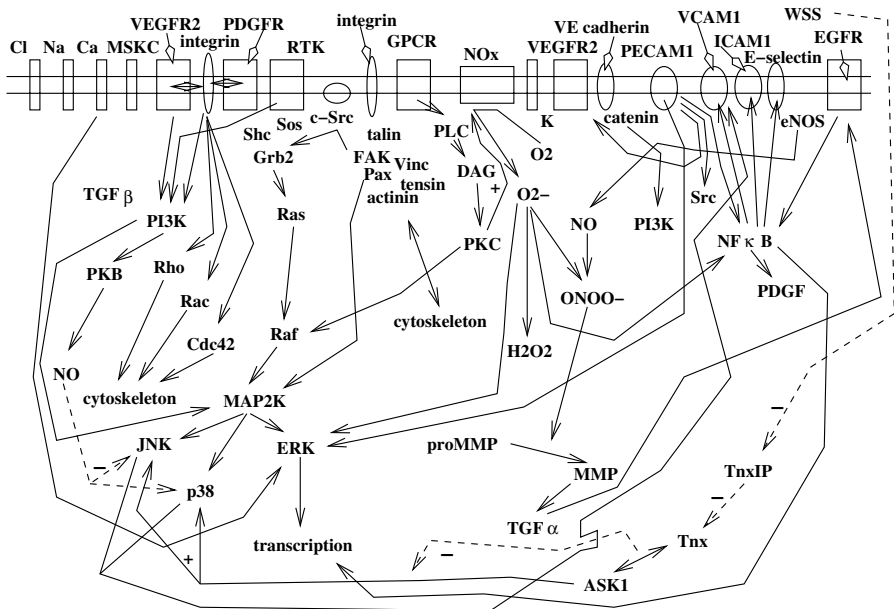 WSS
VEGFR2 PDGFR integrin GPCR NOx VE cadherin VCAM1 ICAM1
Cl Na Ca MSKC integrin RTK VEGFR2 PECAM1 E-selectin EGFR
Shc Sos c-Src talin PLC K catenin eNOS
Grb2 FAK Vinc DAG O2
Pax tensin + O2- Src
TGF β actinin
PI3K Ras PKC NO PI3K NF κ B
PKB Rho
Rac ONOO- PDGF
Cdc42 Raf cytoskeleton
NO H2O2
cytoskeleton MAP2K
JNK ERK proMMP -
- p38 MMP TnxIP
-
TGF α
transcription - Tnx
+ ASK1